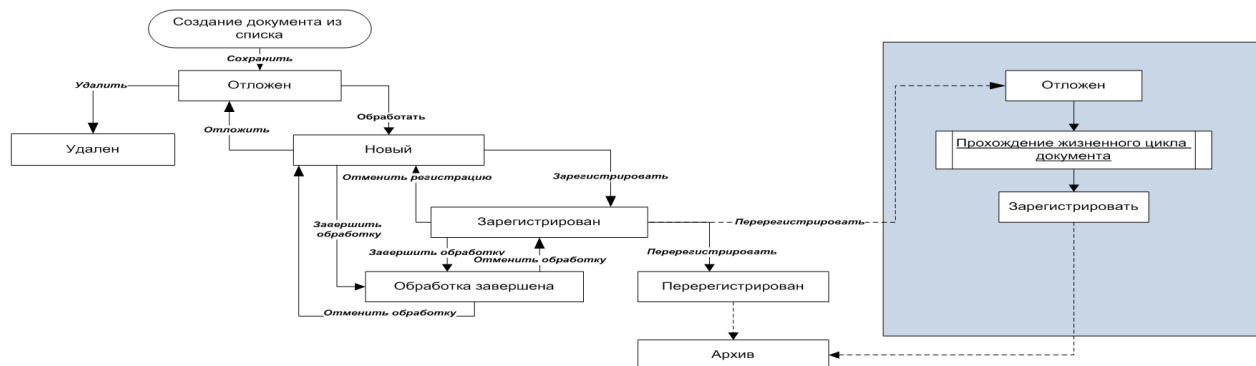 Создание документа из
списка
Сохранить
Удалить
Отложен
Отложен
Обработать
Отложить
Удален
Новый
Прохождение жизненного цикла
документа
Отменить регистрацию
Зарегистрировать
Зарегистрировать
Зарегистрирован
Перерегистрировать
Завершить
обработку
Завершить обработку
Отменить обработку
Перерегистрировать
Обработка завершена
Перерегистрирован
Отменить обработку
Архив